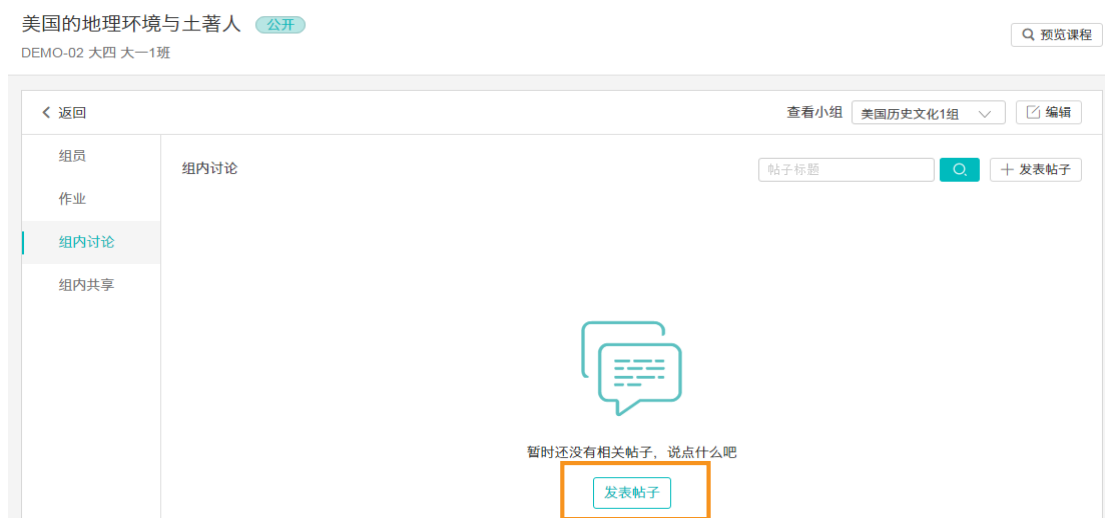 美国的地理环境与土著人 公开
DEMO-02 大四 大一1班
预览课程
返回
查看小组 美国历史文化1组 编辑
组员
作业
组内讨论
组内共享
组内讨论
帖子标题
发表帖子
暂时还没有相关帖子，说点什么吧
发表帖子